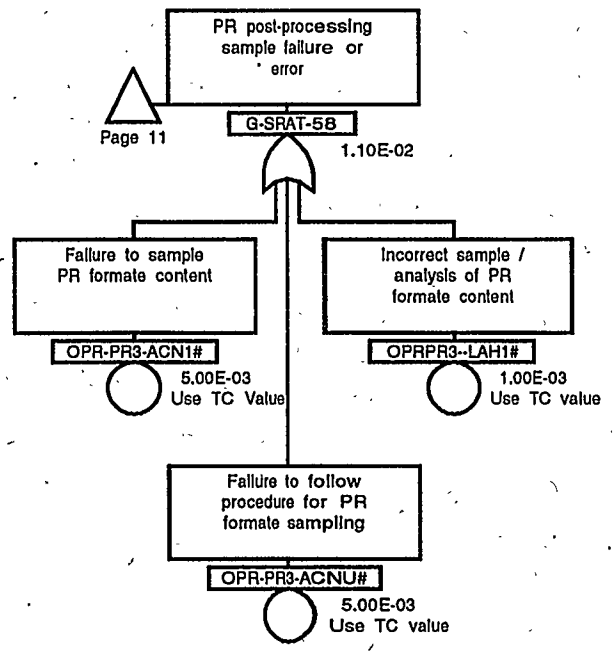 PR post-processing
sample failure or
error
Page 11
G-SRAT-58
1.10E-02
Failure to sample
PR formate content
OPR-PR3-ACN1#
5.00E-03
Use TC Value
Incorrect sample /
analysis of PR
formate content
OPRPR3--LAH1#
1.00E-03
Use TC value
Failure to follow
procedure for PR
formate sampling
OPR-PR3-ACNU#
5.00E-03
Use TC value